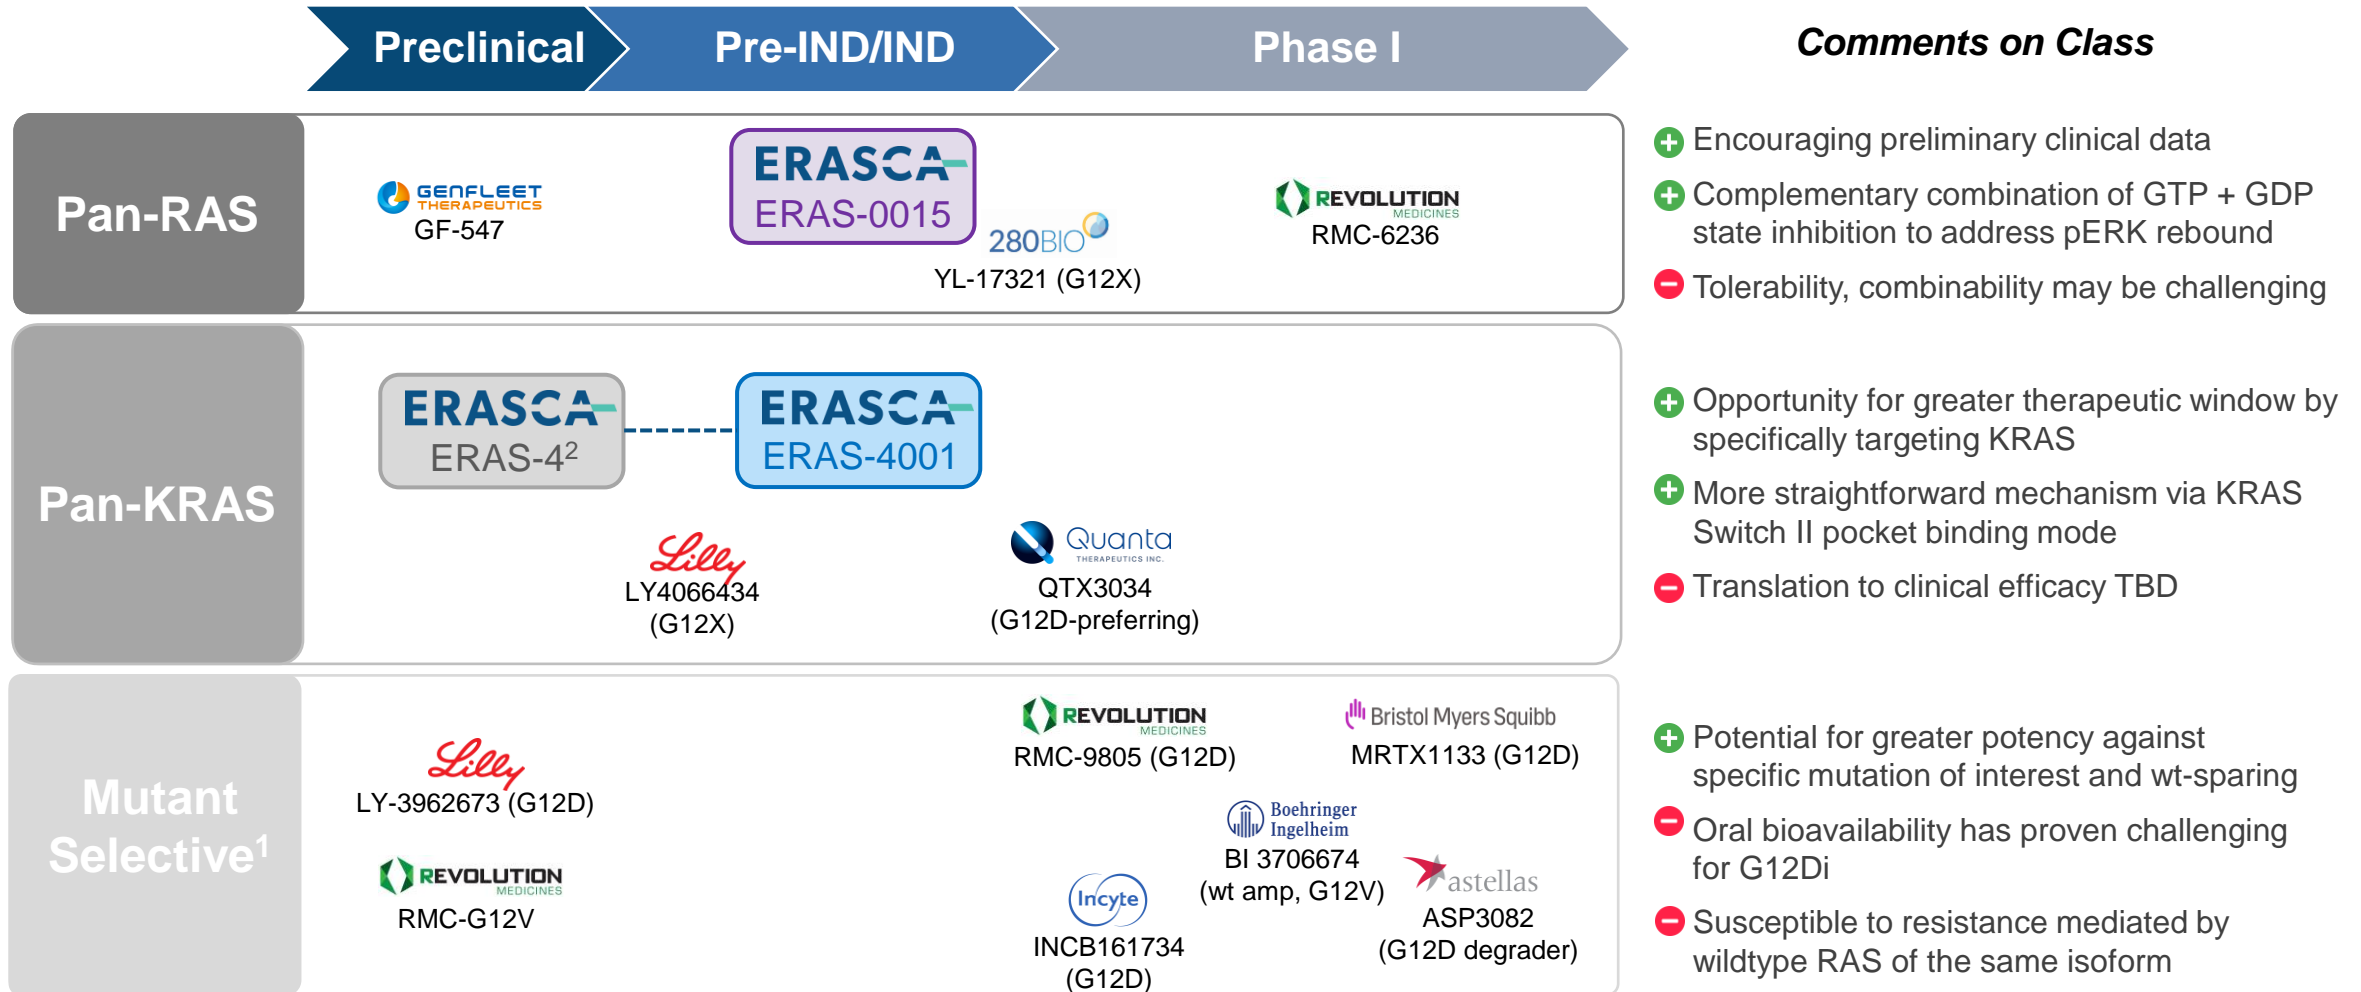 Preclinical
Pre-IND/IND
Phase I
Comments on Class
Pan-RAS
GENFLEET
THERAPEUTICS
GF-547
ERASCA
ERAS-0015
280BIO
YL-17321 (G12X)
REVOLUTION
MEDICINES
RMC-6236
Encouraging preliminary clinical data
Complementary combination of GTP + GDP
state inhibition to address pERK rebound
Tolerability, combinability may be challenging
Pan-KRAS
ERASCA
ERAS-4²
ERASCA
ERAS-4001
Lilly
LY4066434
(G12X)
Quanta
THERAPEUTICS INC.
QTX3034
(G12D-preferring)
Opportunity for greater therapeutic window by
specifically targeting KRAS
More straightforward mechanism via KRAS
Switch II pocket binding mode
Translation to clinical efficacy TBD
Mutant
Selective¹
Lilly
LY-3962673 (G12D)
REVOLUTION
MEDICINES
RMC-G12V
REVOLUTION
MEDICINES
RMC-9805 (G12D)
Bristol Myers Squibb
MRTX1133 (G12D)
Boehringer
Ingelheim
BI 3706674
(wt amp, G12V)
Incyte
INCB161734
(G12D)
astellas
ASP3082
(G12D degrader)
Potential for greater potency against
specific mutation of interest and wt-sparing
Oral bioavailability has proven challenging
for G12Di
Susceptible to resistance mediated by
wildtype RAS of the same isoform